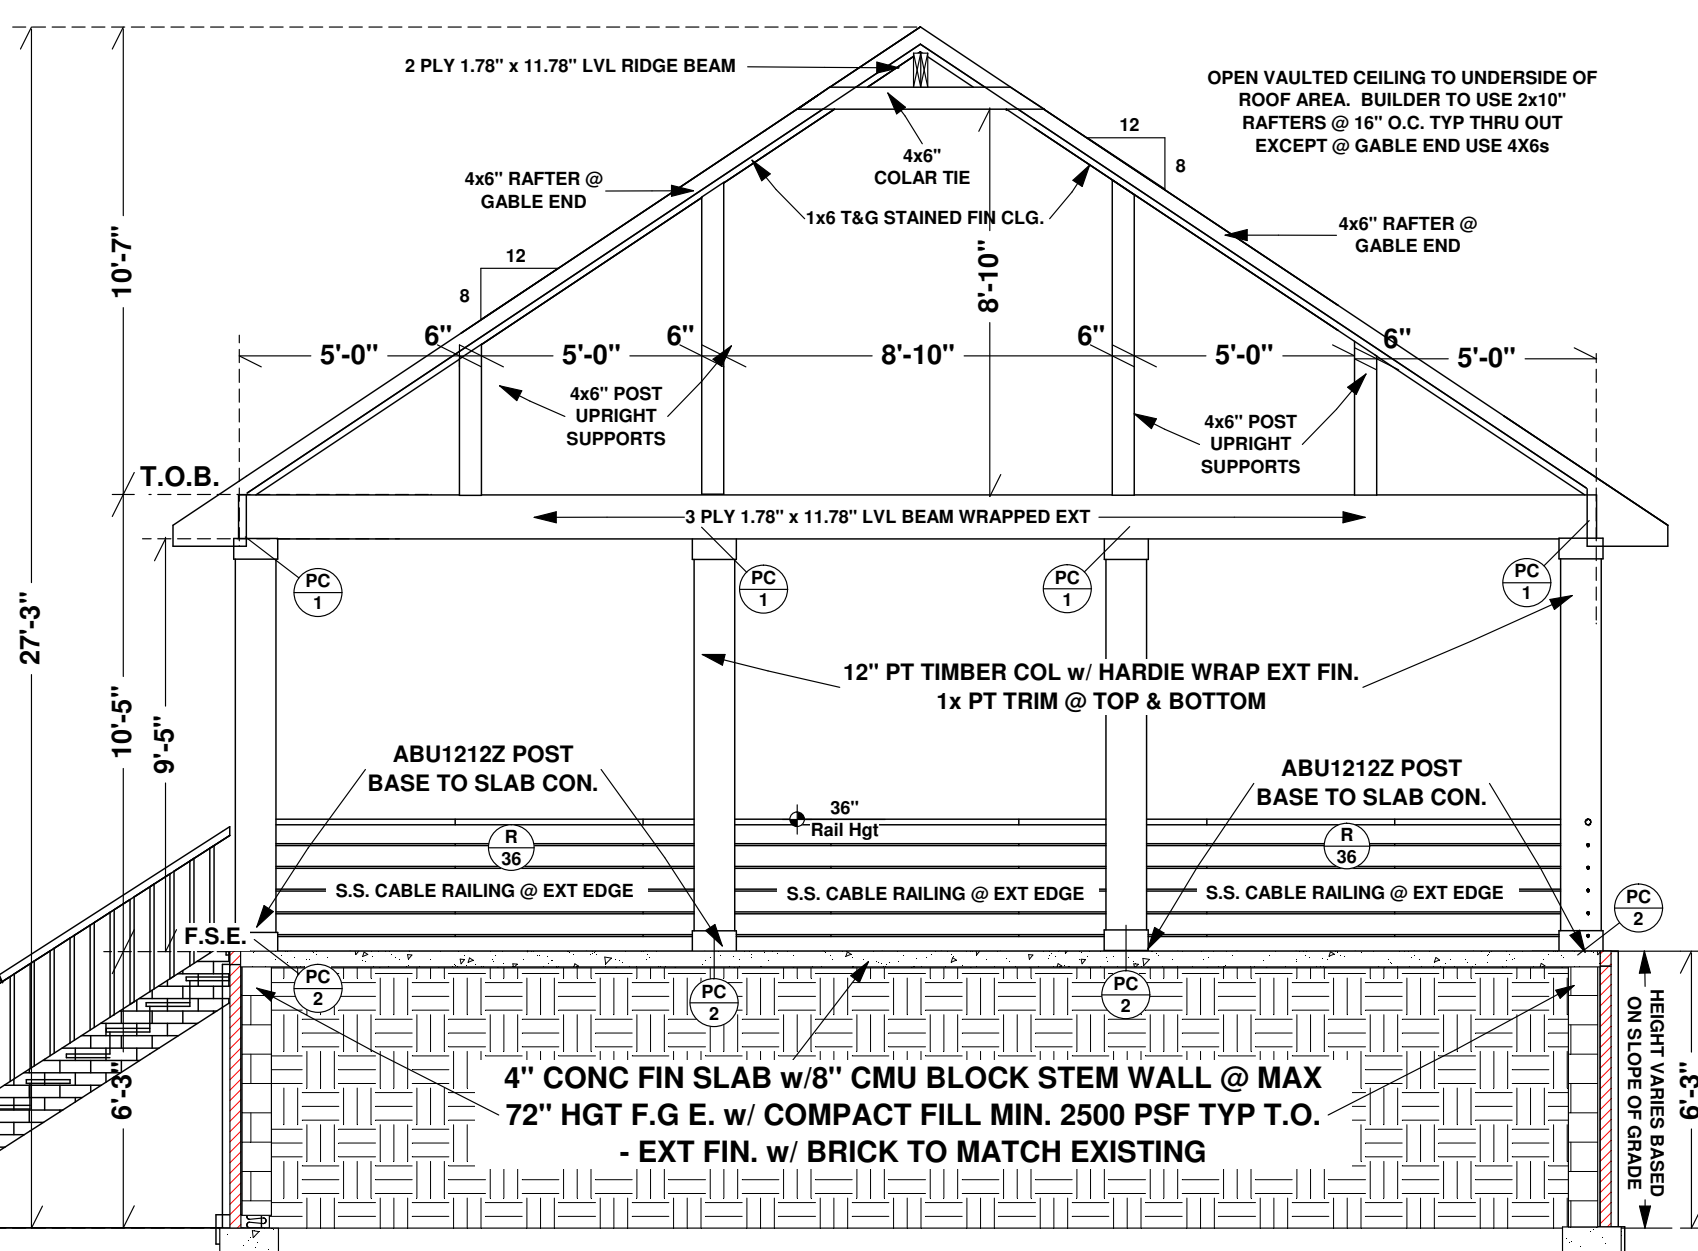 2 PLY 1.78" x 11.78" LVL RIDGE BEAM
OPEN VAULTED CEILING TO UNDERSIDE OF
ROOF AREA. BUILDER TO USE 2x10"
RAFTERS @ 16" O.C. TYP THRU OUT
EXCEPT @ GABLE END USE 4X6s
12
8
4x6"
COLAR TIE
4x6" RAFTER @
GABLE END
1x6 T&G STAINED FIN CLG.
4x6" RAFTER @
GABLE END
12
8
10'-7"
8'-10"
5'-0"
6"
5'-0"
6"
8'-10"
6"
5'-0"
6"
5'-0"
4x6" POST
UPRIGHT
SUPPORTS
4x6" POST
UPRIGHT
SUPPORTS
T.O.B.
3 PLY 1.78" x 11.78" LVL BEAM WRAPPED EXT
PC
1
PC
1
PC
1
PC
1
27'-3"
10'-5"
9'-5"
12" PT TIMBER COL w/ HARDIE WRAP EXT FIN.
1x PT TRIM @ TOP & BOTTOM
ABU1212Z POST
BASE TO SLAB CON.
ABU1212Z POST
BASE TO SLAB CON.
36"
Rail Hgt
R
36
R
36
S.S. CABLE RAILING @ EXT EDGE
S.S. CABLE RAILING @ EXT EDGE
S.S. CABLE RAILING @ EXT EDGE
PC
2
F.S.E.
PC
2
PC
2
PC
2
4" CONC FIN SLAB w/8" CMU BLOCK STEM WALL @ MAX
72" HGT F.G E. w/ COMPACT FILL MIN. 2500 PSF TYP T.O.
- EXT FIN. w/ BRICK TO MATCH EXISTING
6'-3"
HEIGHT VARIES BASED
ON SLOPE OF GRADE
6'-3"